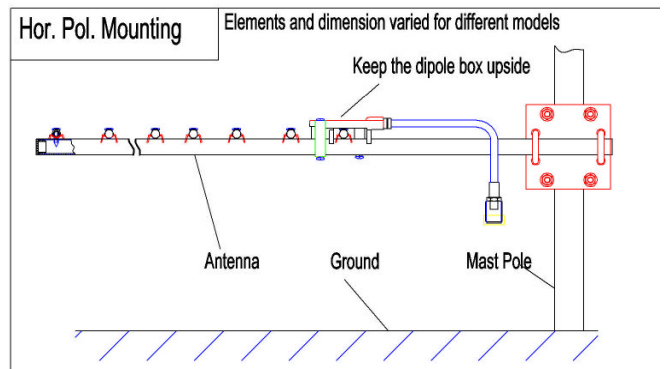 Hor. Pol. Mounting
Elements and dimension varied for different models
Keep the dipole box upside
Antenna
Ground
Mast Pole